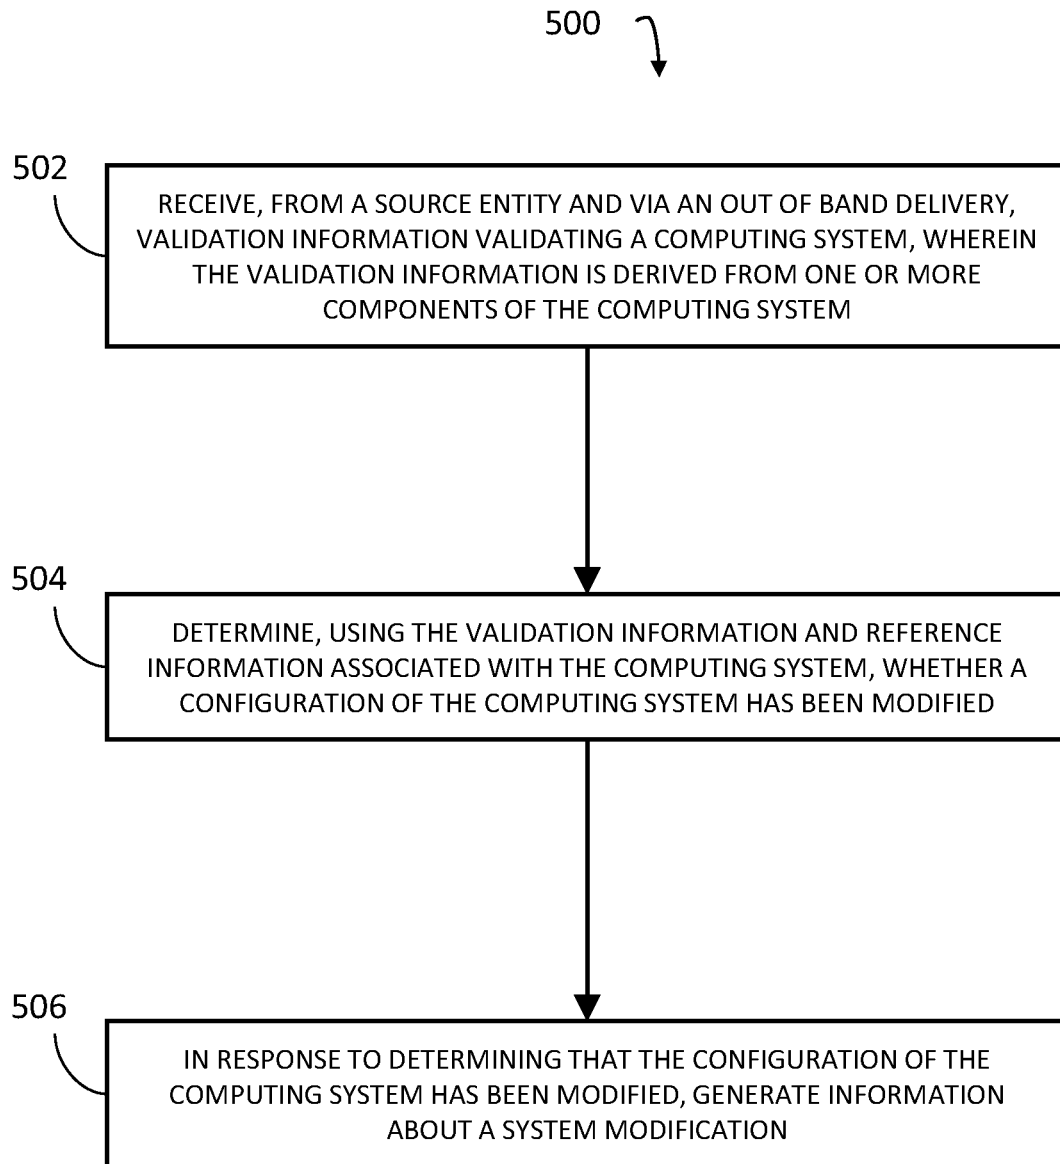 500
502
RECEIVE, FROM A SOURCE ENTITY AND VIA AN OUT OF BAND DELIVERY,
VALIDATION INFORMATION VALIDATING A COMPUTING SYSTEM, WHEREIN
THE VALIDATION INFORMATION IS DERIVED FROM ONE OR MORE
COMPONENTS OF THE COMPUTING SYSTEM
504
DETERMINE, USING THE VALIDATION INFORMATION AND REFERENCE
INFORMATION ASSOCIATED WITH THE COMPUTING SYSTEM, WHETHER A
CONFIGURATION OF THE COMPUTING SYSTEM HAS BEEN MODIFIED
506
IN RESPONSE TO DETERMINING THAT THE CONFIGURATION OF THE
COMPUTING SYSTEM HAS BEEN MODIFIED, GENERATE INFORMATION
ABOUT A SYSTEM MODIFICATION